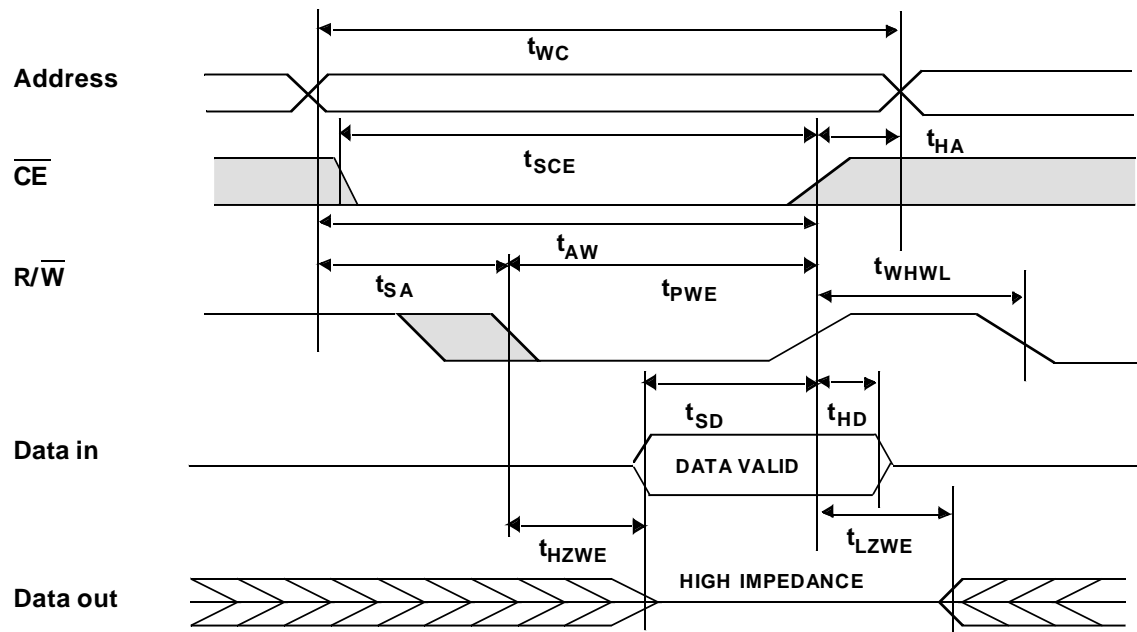 tWC
Address
tHA
tSCE
CE
tAW
R/W
tWHWL
tSA
tPWE
tSD
tHD
Data in
DATA VALID
tHZWE
tLZWE
HIGH IMPEDANCE
Data out